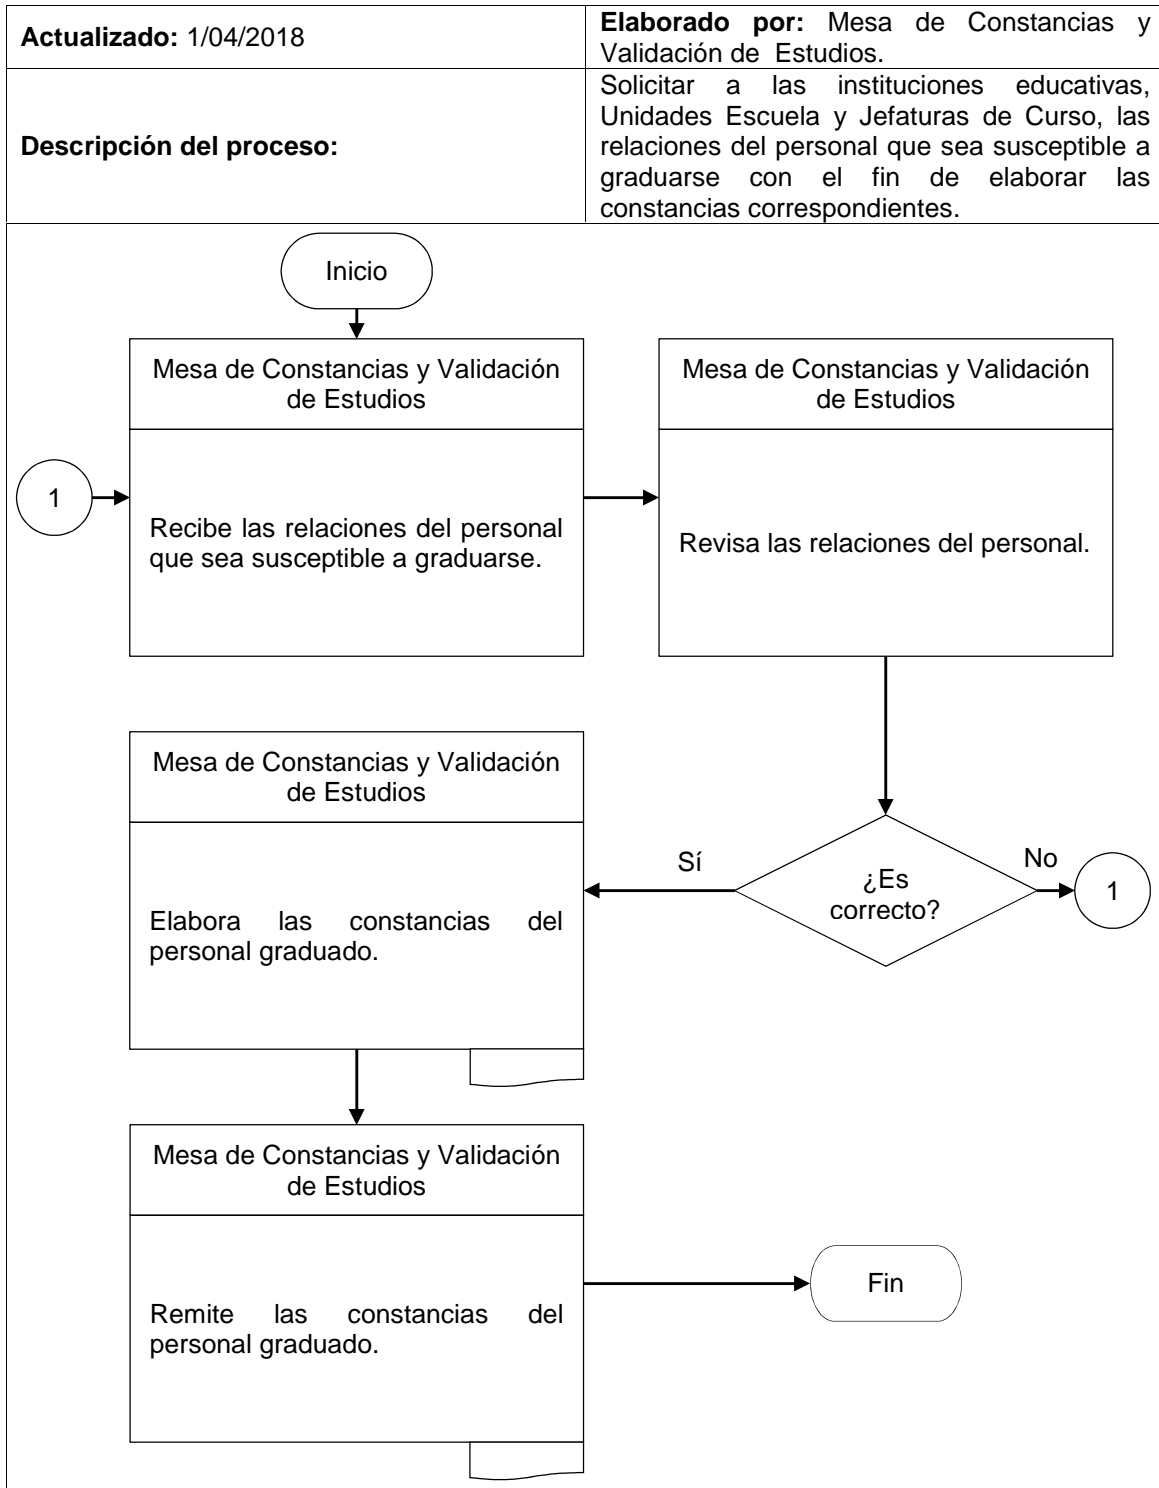 Actualizado: 1/04/2018
Elaborado por: Mesa de Constancias y
Validación de Estudios.
Descripción del proceso:
Solicitar a las instituciones educativas,
Unidades Escuela y Jefaturas de Curso, las
relaciones del personal que sea susceptible a
graduarse con el fin de elaborar las
constancias correspondientes.
Inicio
Mesa de Constancias y Validación
de Estudios
1
Recibe las relaciones del personal
que sea susceptible a graduarse.
Mesa de Constancias y Validación
de Estudios
Revisa las relaciones del personal.
¿Es
correcto?
No
1
Sí
Mesa de Constancias y Validación
de Estudios
Elabora las constancias del
personal graduado.
Mesa de Constancias y Validación
de Estudios
Remite las constancias del
personal graduado.
Fin